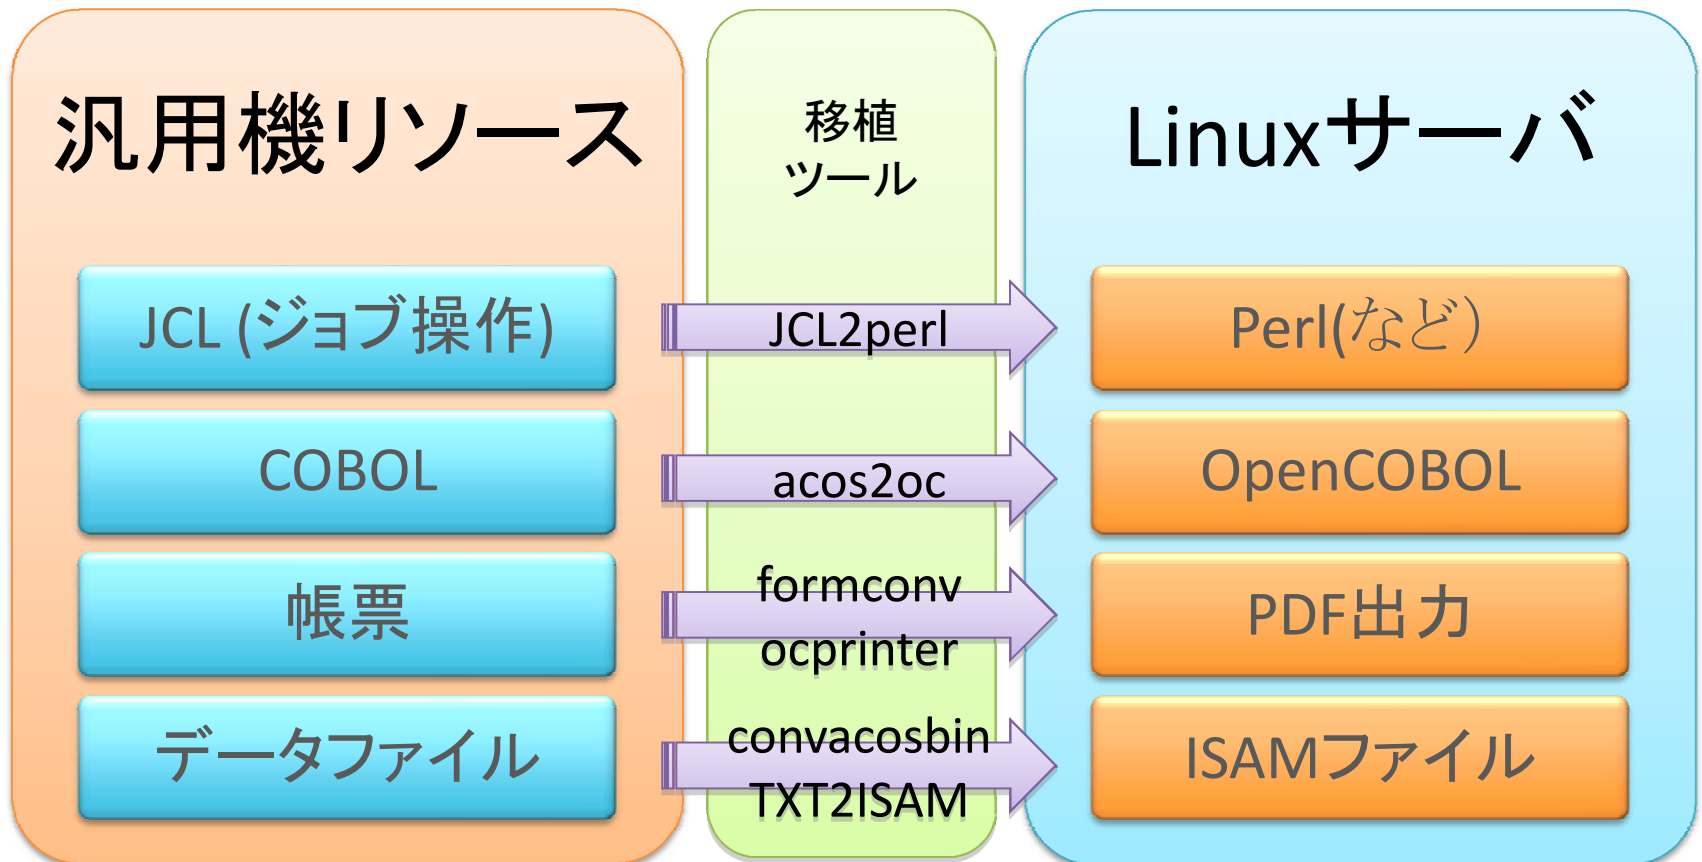 汎用機リソース
移植
ツール
Linuxサーバ
JCL (ジョブ操作)
JCL2perl
Perl(など）
COBOL
acos2oc
OpenCOBOL
帳票
formconv
ocprinter
PDF出力
データファイル
convacosbin
TXT2ISAM
ISAMファイル